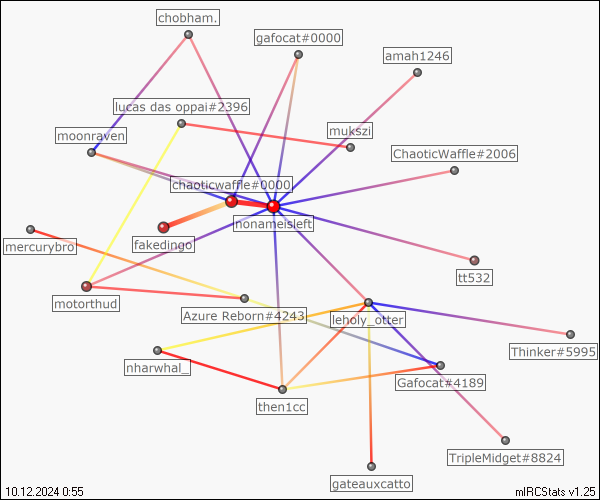 chobham.
gafocat#0000
amah1246
lucas das oppai#2396
moonraven
mukszi
ChaoticWaffle#2006
chaoticwaffle#0000
nonameisleft
fakedingo
mercurybro
tt532
motorthud
Azure Reborn#4243
leholy_otter
Thinker#5995
nharwhal_
Gafocat#4189
then1cc
TripleMidget#8824
gateauxcatto
10.12.2024 0:55
mIRCStats v1.25